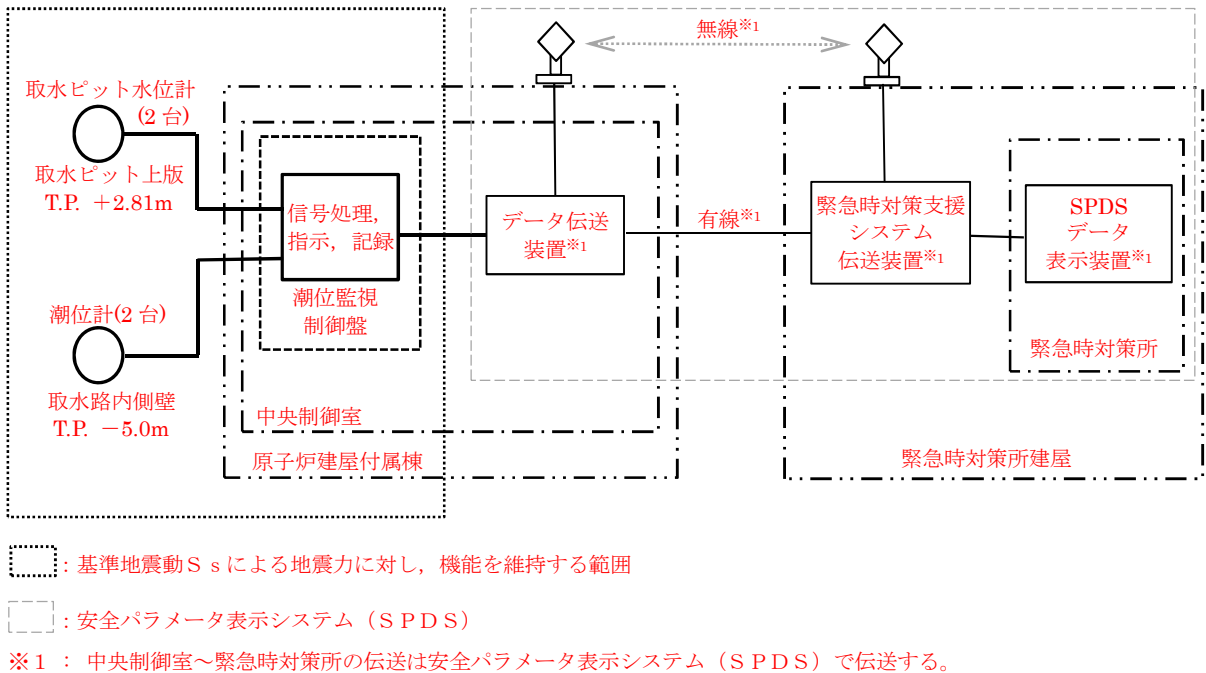 無線※1
取水ピット水位計
(2 台)
取水ピット上版
T.P. +2.81m
信号処理,
指示, 記録
潮位監視
制御盤
潮位計(2 台)
取水路内側壁
T.P. -5.0m
中央制御室
原子炉建屋付属棟
データ伝送
装置※1
有線※1
緊急時対策支援
システム
伝送装置※1
SPDS
データ
表示装置※1
緊急時対策所
緊急時対策所建屋
:基準地震動Ssによる地震力に対し,機能を維持する範囲
:安全パラメータ表示システム(SPDS)
※1 : 中央制御室~緊急時対策所の伝送は安全パラメータ表示システム(SPDS)で伝送する。